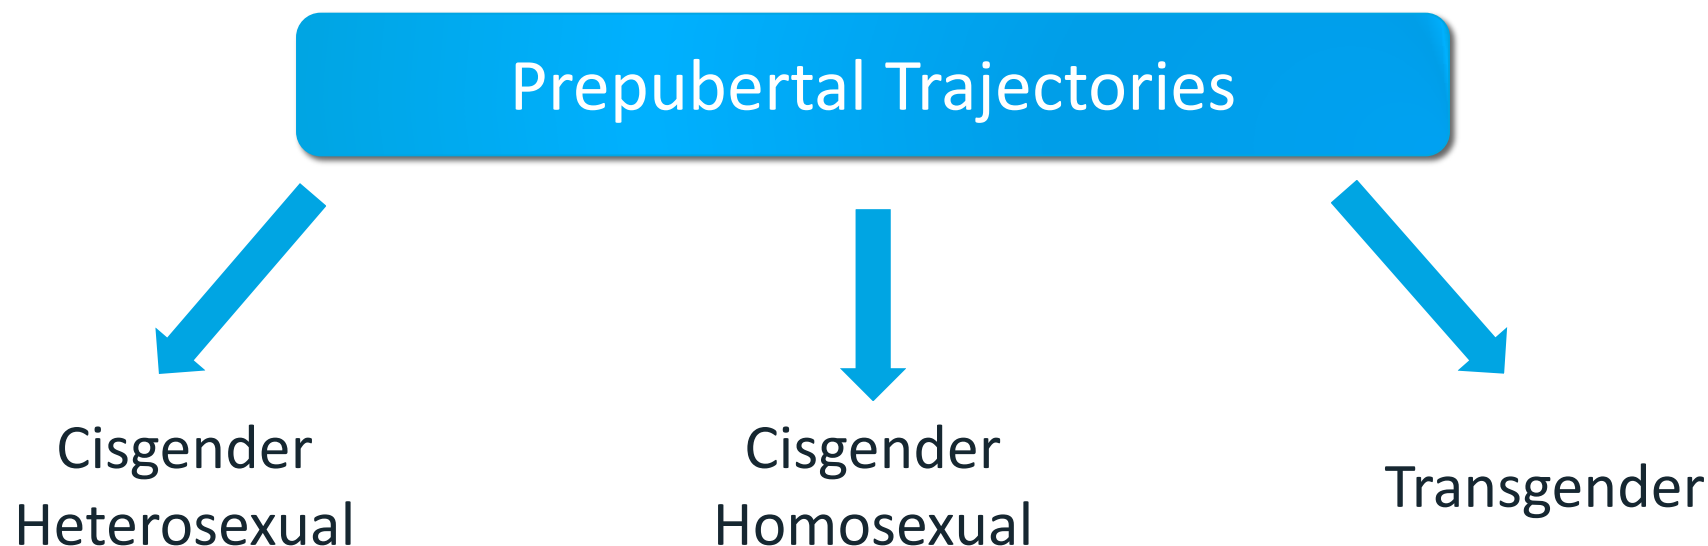 Prepubertal Trajectories
Cisgender
Heterosexual
Cisgender
Homosexual
Transgender